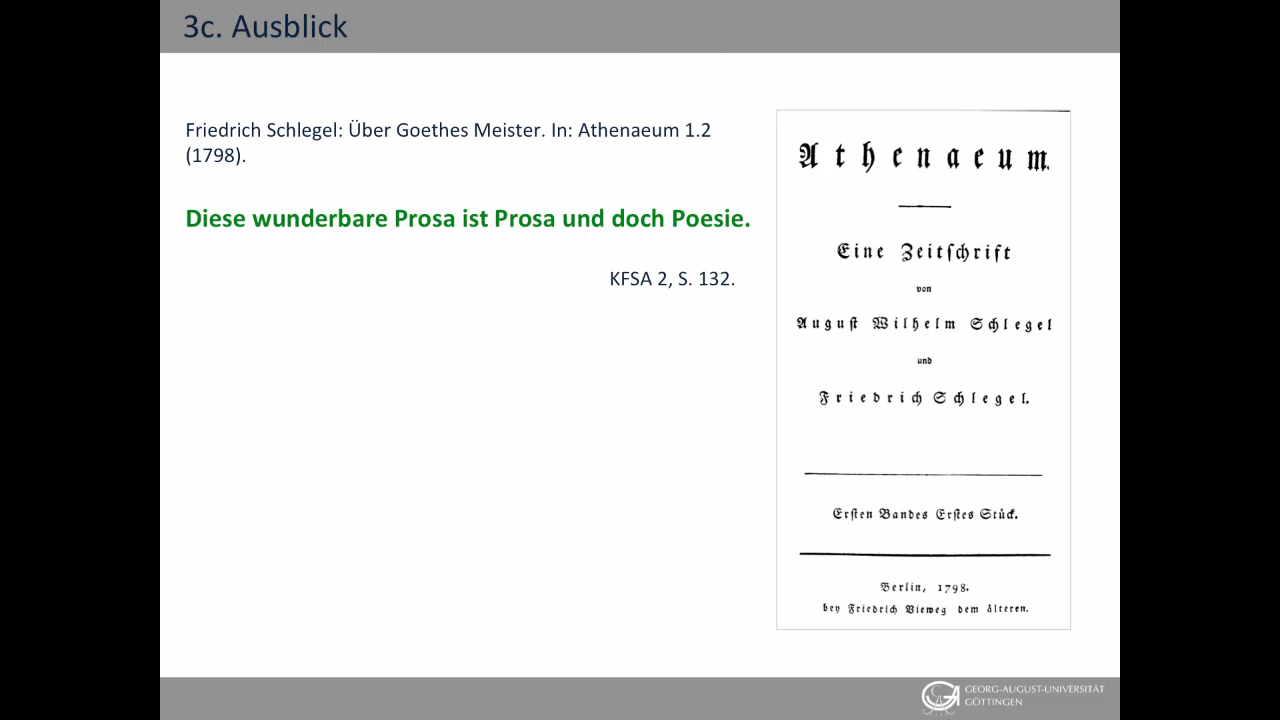 3c. Ausblick
Friedrich Schlegel: Über Goethes Meister. In: Athenaeum 1.2
(1798).
Diese wunderbare Prosa ist Prosa und doch Poesie.
KFSA 2, S. 132.
Athenaeum.
Eine Zeitſchrift
von
Auguſt Wilhelm Schlegel
und
Friedrich Schlegel.
Erſten Bandes Erſtes Stück.
Berlin, 1798.
bey Friedrich Vieweg dem älteren.
GEORG-AUGUST-UNIVERSITÄT
GÖTTINGEN